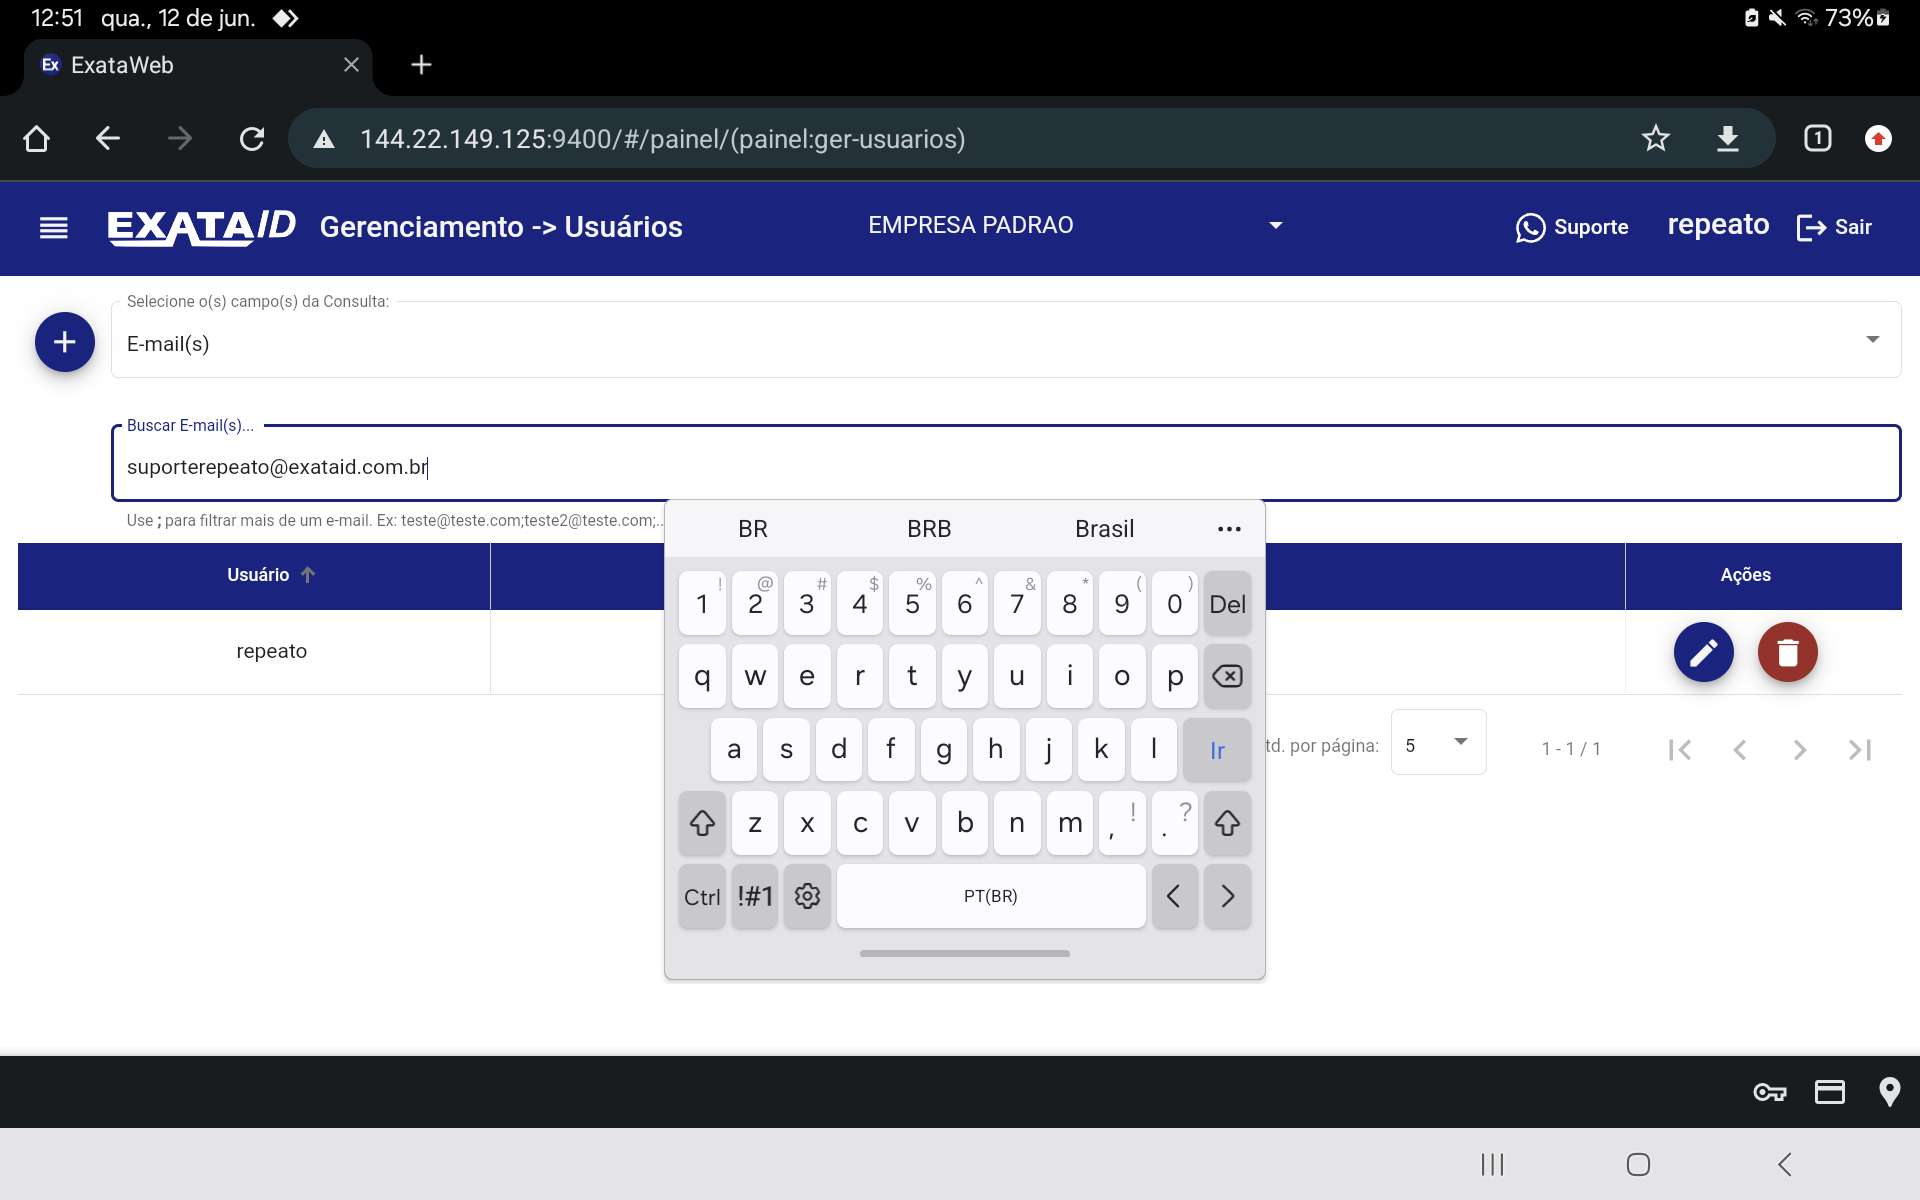 12:51 qua., 12 de jun.
73%
Ex ExataWeb
144.22.149.125:9400/#/painel/(painel:ger-usuarios)
1
EXATAID Gerenciamento -> Usuários EMPRESA PADRAO Suporte repeato Sair
Selecione o(s) campo(s) da Consulta:
E-mail(s)
Buscar E-mail(s)...
suporterepeato@exataid.com.br
Use ; para filtrar mais de um e-mail. Ex: teste@teste.com;teste2@teste.com;..
BR BRB Brasil ...
Usuário Ações
! @ # $ % ^ & * ( )
1 2 3 4 5 6 7 8 9 0 Del
repeato
q w e r t y u i o p
a s d f g h j k l Ir
td. por página: 5 1 - 1 / 1
z x c v b n m , ! . ?
Ctrl !#1 PT(BR) < >